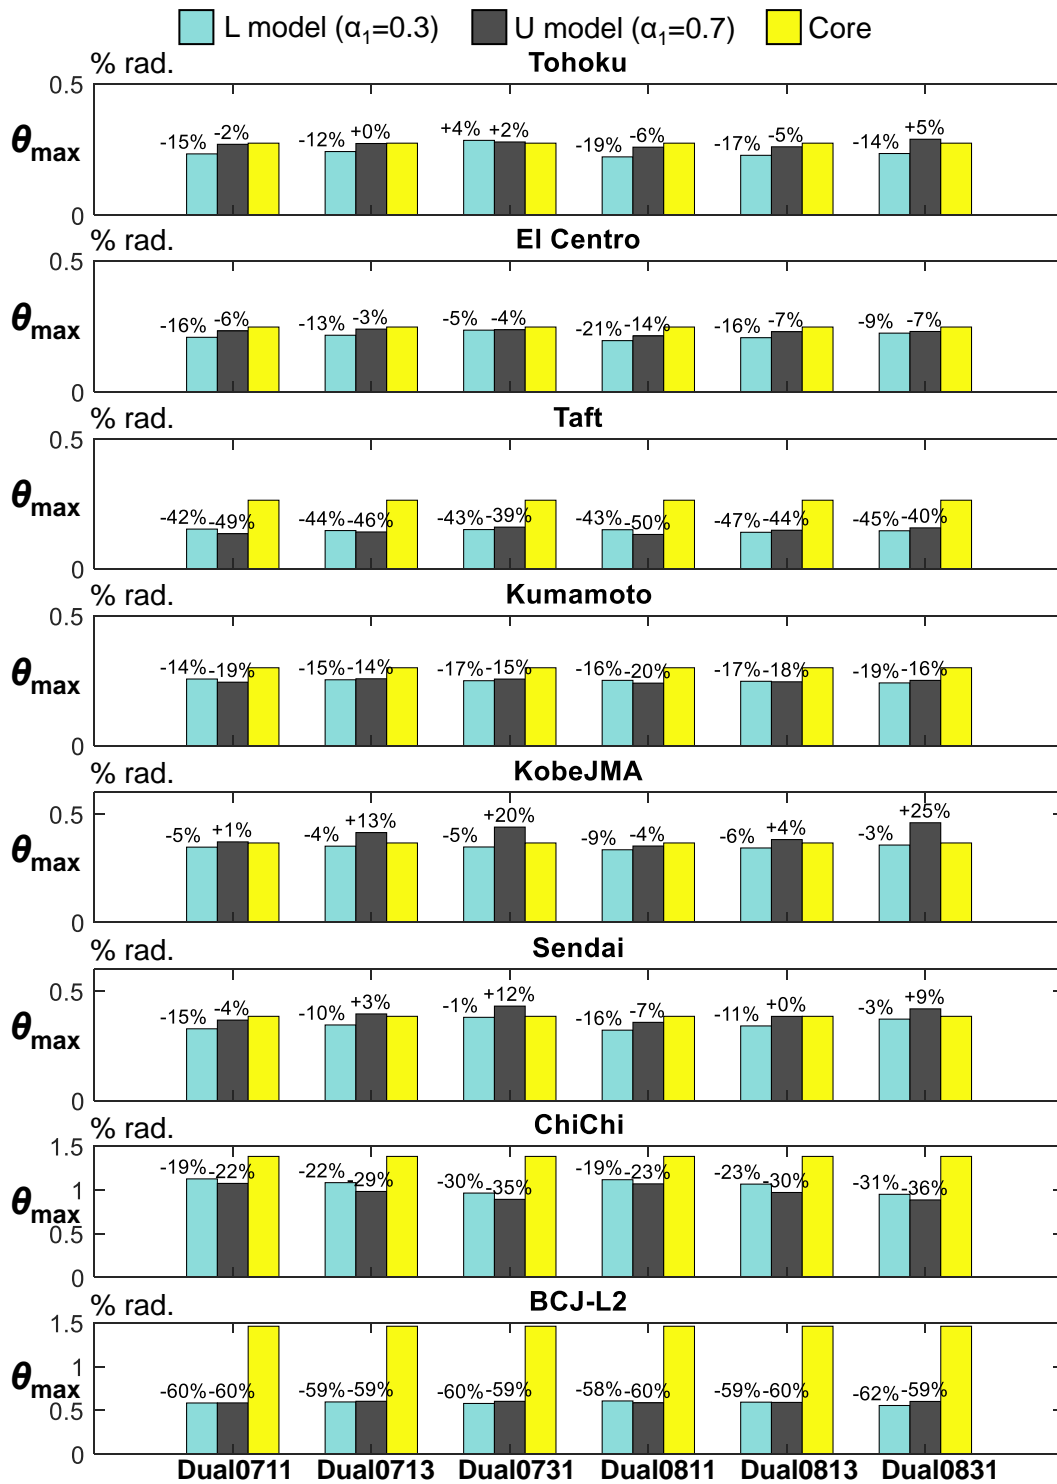 L model (α1=0.3) U model (α1=0.7) Core
% rad. Tohoku
0.5
-15% -2% -12% +0% +4% +2% -19% -6% -17% -5% -14% +5%
θmax
0
% rad. El Centro
0.5
-16% -6% -13% -3% -5% -4% -21% -14% -16% -7% -9% -7%
θmax
0
% rad. Taft
0.5
-42% -49% -44% -46% -43% -39% -43% -50% -47% -44% -45% -40%
θmax
0
% rad. Kumamoto
0.5
-14% -19% -15% -14% -17% -15% -16% -20% -17% -18% -19% -16%
θmax
0
% rad. KobeJMA
0.5
-5% +1% -4% +13% -5% +20% -9% -4% -6% +4% -3% +25%
θmax
0
% rad. Sendai
0.5
-15% -4% -10% +3% -1% +12% -16% -7% -11% +0% -3% +9%
θmax
0
% rad. ChiChi
1.5
-19% -22% -22% -29% -30% -35% -19% -23% -23% -30% -31% -36%
1
θmax
0.5
0
% rad. BCJ-L2
1.5
1
θmax
-60% -60% -59% -59% -60% -59% -58% -60% -59% -60% -62% -59%
0.5
0
Dual0711 Dual0713 Dual0731 Dual0811 Dual0813 Dual0831